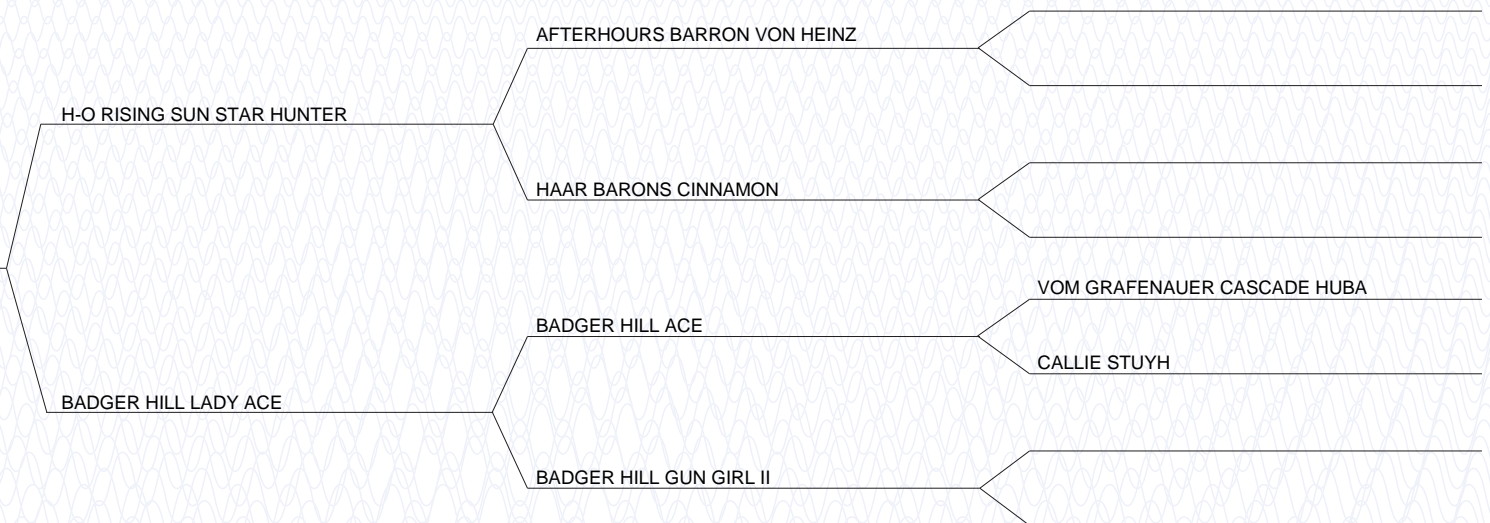 AFTERHOURS BARRON VON HEINZ
H-O RISING SUN STAR HUNTER
HAAR BARONS CINNAMON
VOM GRAFENAUER CASCADE HUBA
BADGER HILL ACE
CALLIE STUYH
BADGER HILL LADY ACE
BADGER HILL GUN GIRL II